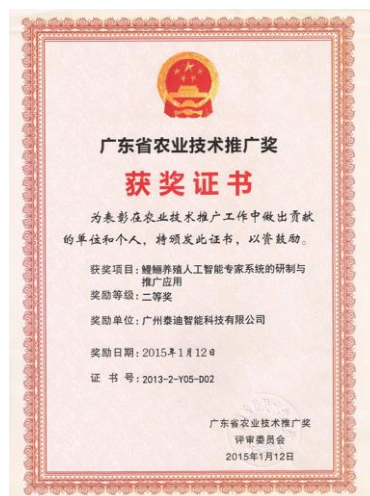 广东省农业技术推广奖
获奖证书
为表彰在农业技术推广工作中做出贡献
的单位和个人，特颁发此证书，以资鼓励。
获奖项目：鳗鲡养殖人工智能专家系统的研制与
推广应用
奖励等级：二等奖
奖励单位：广州泰迪智能科技有限公司
奖励日期：2015年1月12日
证 书 号：2013-2-Y05-D02
广东省农业技术推广奖
评审委员会
2015年1月12日